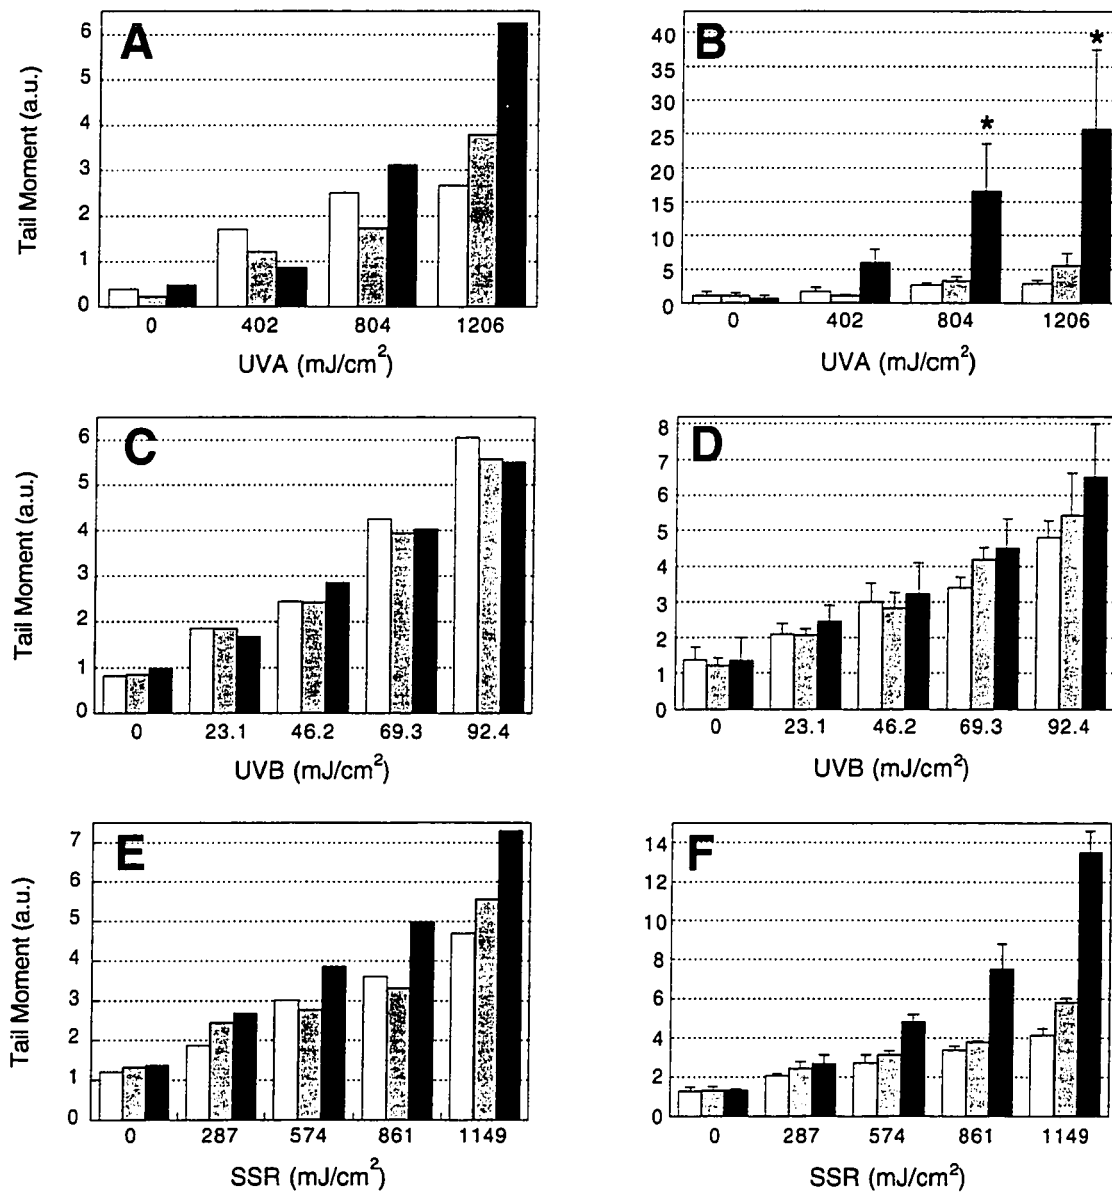 A
Tail Moment (a.u.)
6
5
4
3
2
1
0
0 402 804 1206
UVA (mJ/cm2)
B
40
35
30
25
20
15
10
5
0
* *
0 402 804 1206
UVA (mJ/cm2)
C
Tail Moment (a.u.)
6
5
4
3
2
1
0
0 23.1 46.2 69.3 92.4
UVB (mJ/cm2)
D
8
7
6
5
4
3
2
1
0
0 23.1 46.2 69.3 92.4
UVB (mJ/cm2)
E
Tail Moment (a.u.)
7
6
5
4
3
2
1
0
0 287 574 861 1149
SSR (mJ/cm2)
F
14
12
10
8
6
4
2
0
0 287 574 861 1149
SSR (mJ/cm2)